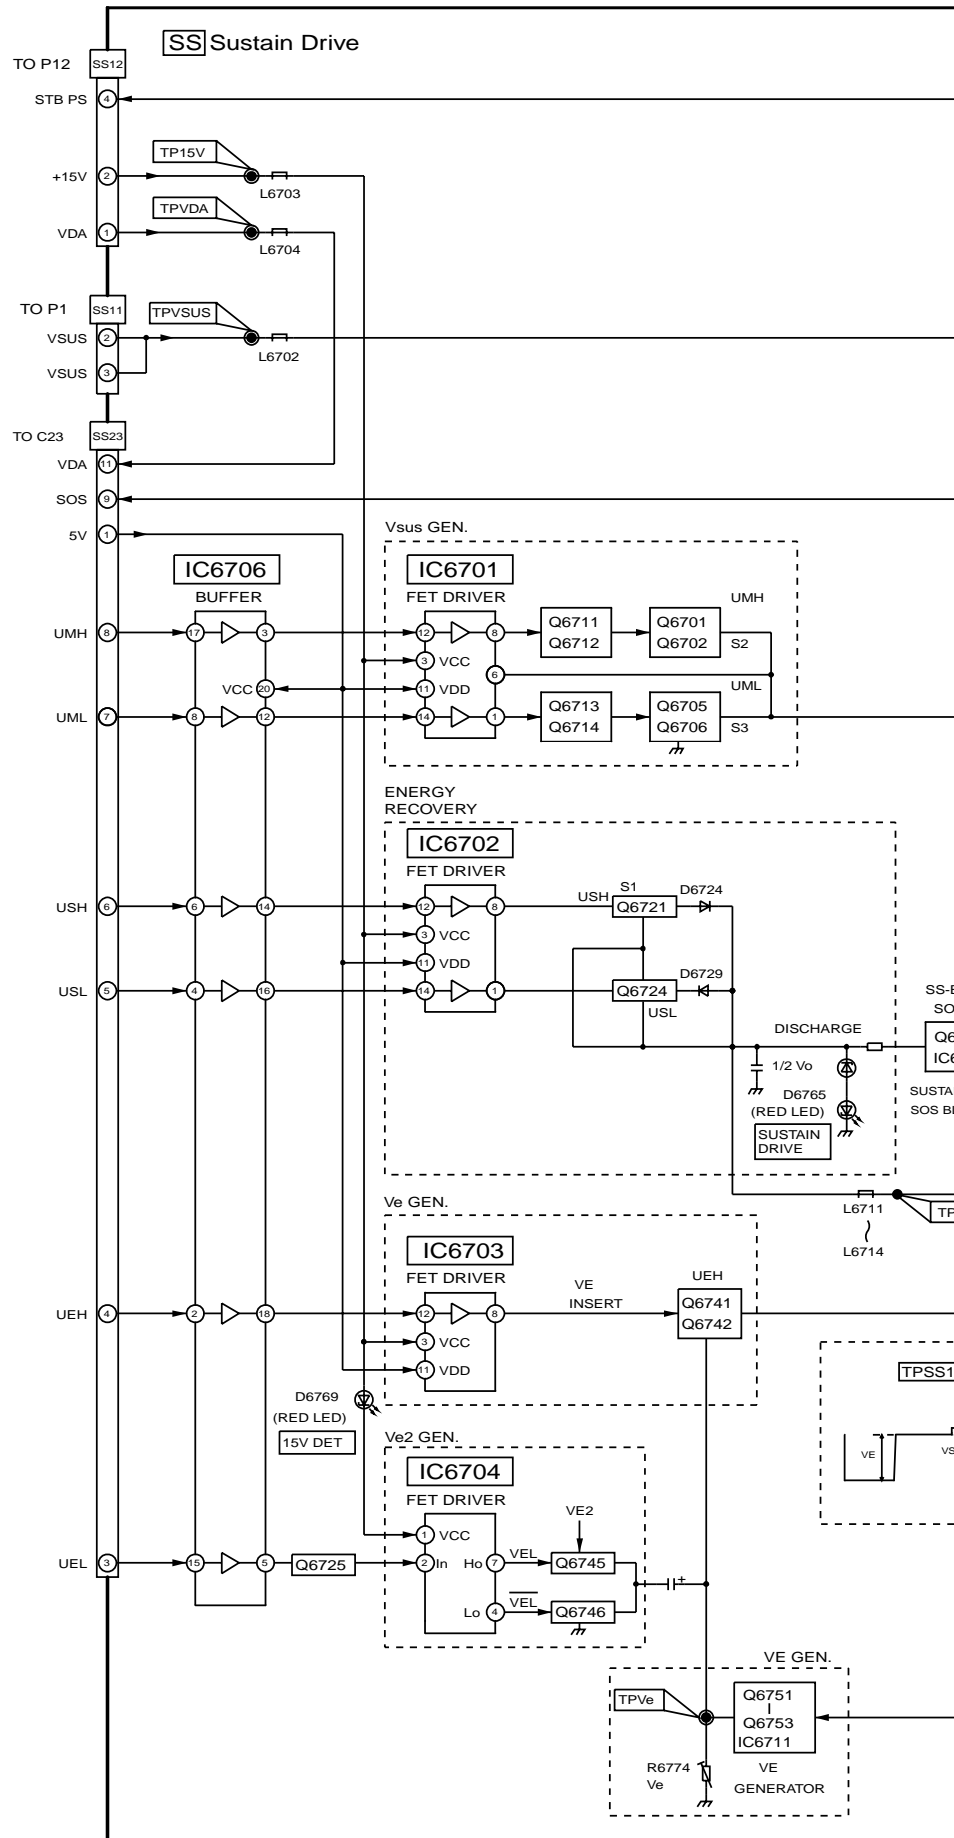 SS Sustain Drive
TO P12 SS12
STB PS 4
TP15V
+15V 2
L6703
TPVDA
VDA 1
L6704
TO P1 SS11
TPVSUS
VSUS 2
L6702
VSUS 3
TO C23 SS23
VDA 11
SOS 9
5V 1
Vsus GEN.
IC6706
BUFFER
IC6701
FET DRIVER
UMH
UMH 8 17 3 12 8
Q6711
Q6712
Q6701
Q6702
S2
3 VCC
6
VCC 20 11 VDD
UML
UML 7 8 12 14 1
Q6713
Q6714
Q6705
Q6706
S3
ENERGY
RECOVERY
IC6702
FET DRIVER
USH 6 6 14 12 8
USH
S1
Q6721
D6724
3 VCC
11 VDD
USL 5 4 16 14 1
Q6724
USL
D6729
DISCHARGE
1/2 Vo
D6765
(RED LED)
SUSTAIN
DRIVE
SS-E
SO
Q6
IC6
SUSTA
SOS B
L6711
L6714
TP
Ve GEN.
IC6703
FET DRIVER
UEH 4 2 18 12 8
VE
INSERT
UEH
Q6741
Q6742
3 VCC
11 VDD
D6769
(RED LED)
15V DET
TPSS1
VE
VS
Ve2 GEN.
IC6704
FET DRIVER
1 VCC
VE2
UEL 3 15 5
Q6725
2 In
Ho 7
VEL
Q6745
Lo 4
VEL
Q6746
+
VE GEN.
TPVe
Q6751
Q6753
IC6711
R6774
Ve
VE
GENERATOR